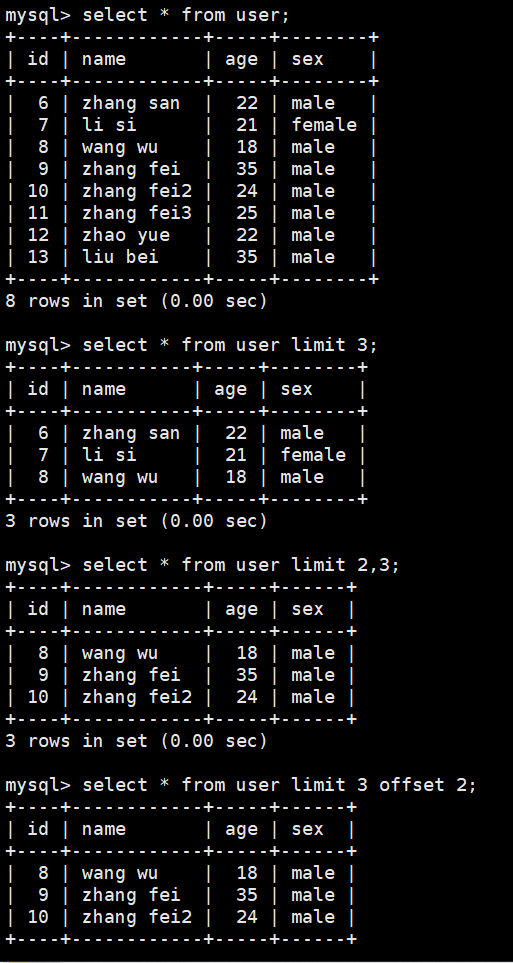 mysql> select * from user;
+----+------------+-----+--------+
| id | name       | age | sex    |
+----+------------+-----+--------+
|  6 | zhang san  |  22 | male   |
|  7 | li si      |  21 | female |
|  8 | wang wu    |  18 | male   |
|  9 | zhang fei  |  35 | male   |
| 10 | zhang fei2 |  24 | male   |
| 11 | zhang fei3 |  25 | male   |
| 12 | zhao yue   |  22 | male   |
| 13 | liu bei    |  35 | male   |
+----+------------+-----+--------+
8 rows in set (0.00 sec)

mysql> select * from user limit 3;
+----+-----------+-----+--------+
| id | name      | age | sex    |
+----+-----------+-----+--------+
|  6 | zhang san |  22 | male   |
|  7 | li si     |  21 | female |
|  8 | wang wu   |  18 | male   |
+----+-----------+-----+--------+
3 rows in set (0.00 sec)

mysql> select * from user limit 2,3;
+----+------------+-----+------+
| id | name       | age | sex  |
+----+------------+-----+------+
|  8 | wang wu    |  18 | male |
|  9 | zhang fei  |  35 | male |
| 10 | zhang fei2 |  24 | male |
+----+------------+-----+------+
3 rows in set (0.00 sec)

mysql> select * from user limit 3 offset 2;
+----+------------+-----+------+
| id | name       | age | sex  |
+----+------------+-----+------+
|  8 | wang wu    |  18 | male |
|  9 | zhang fei  |  35 | male |
| 10 | zhang fei2 |  24 | male |
+----+------------+-----+------+